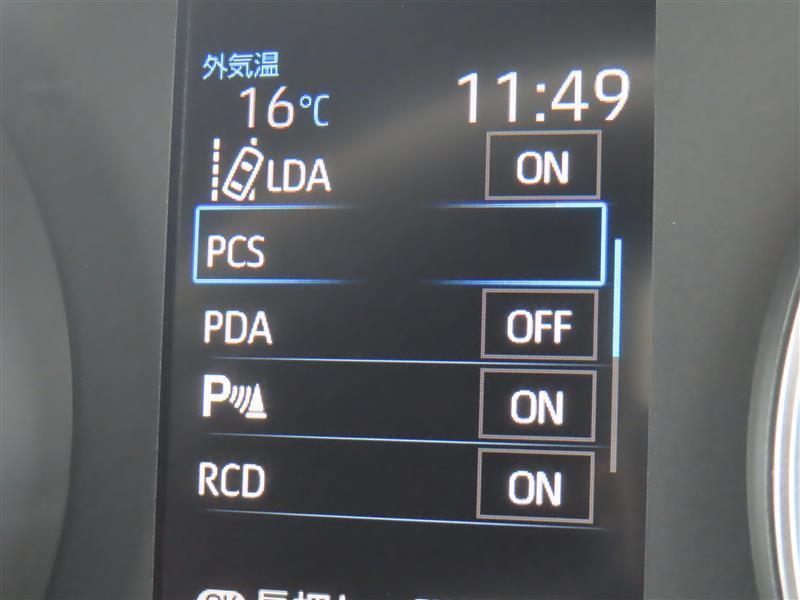 外気温
16℃ 11:49
LDA ON
PCS
PDA OFF
P ON
RCD ON